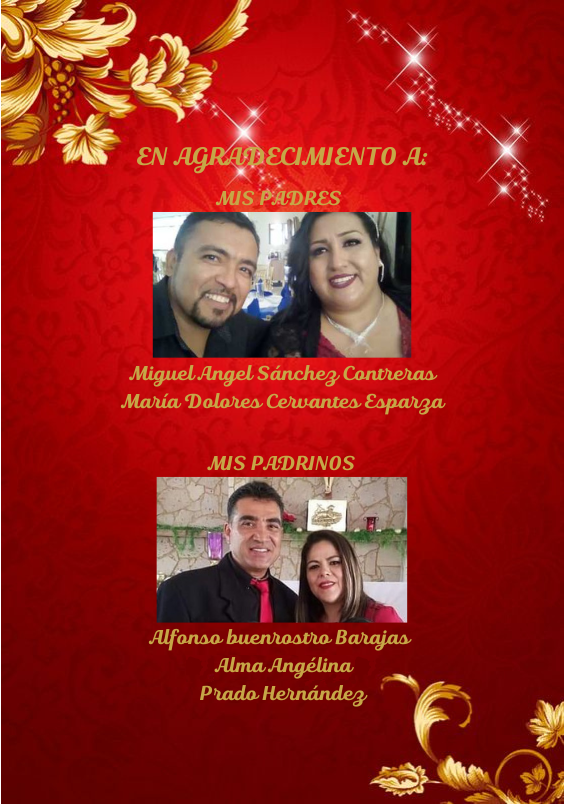 EN AGRADECIMIENTO A:
MIS PADRES
Miguel Angel Sánchez Contreras
María Dolores Cervantes Esparza
MIS PADRINOS
Alfonso buenrostro Barajas
Alma Angélina
Prado Hernández